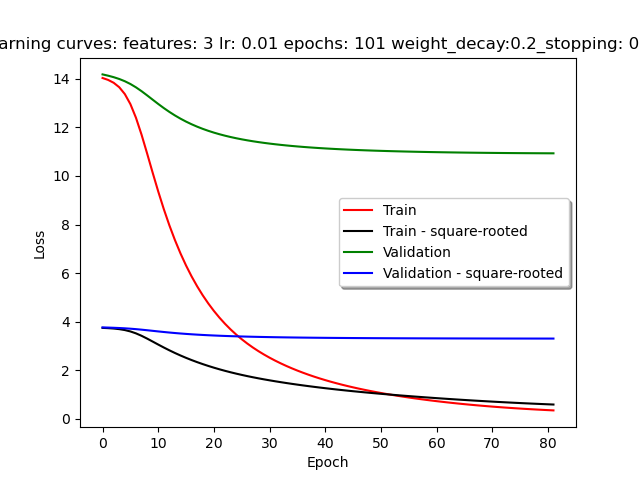 arning curves: features: 3 lr: 0.01 epochs: 101 weight_decay:0.2_stopping: 0
14
12
10
8
6
4
2
0
Loss
Train
Train - square-rooted
Validation
Validation - square-rooted
0 10 20 30 40 50 60 70 80
Epoch